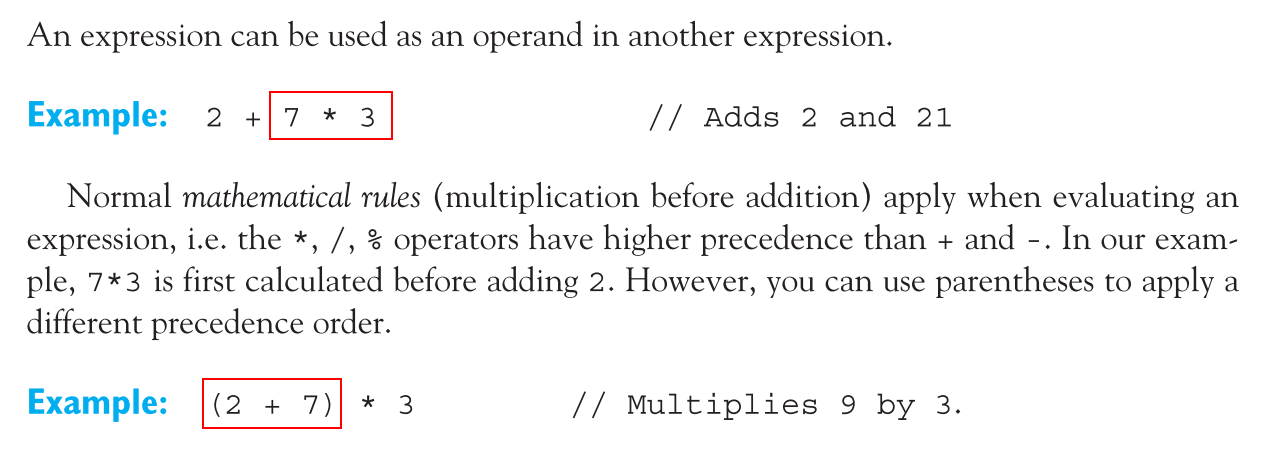 An expression can be used as an operand in another expression.
Example: 2 + 7 * 3 // Adds 2 and 21
Normal mathematical rules (multiplication before addition) apply when evaluating an
expression, i.e. the *, /, % operators have higher precedence than + and -. In our exam-
ple, 7*3 is first calculated before adding 2. However, you can use parentheses to apply a
different precedence order.
Example: (2 + 7) * 3 // Multiplies 9 by 3.